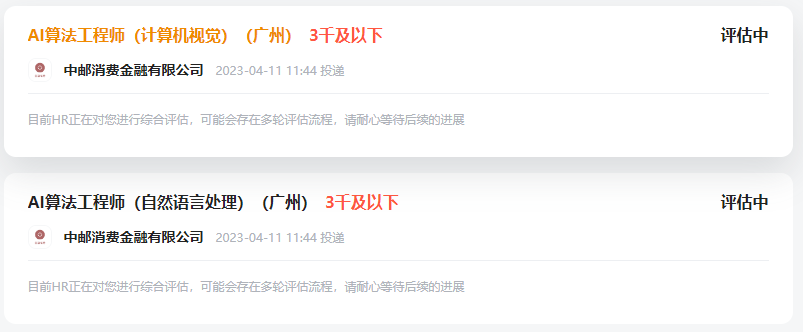 AI算法工程师（计算机视觉）（广州） 3千及以下 评估中
中邮消费金融有限公司 2023-04-11 11:44 投递
目前HR正在对您进行综合评估，可能会存在多轮评估流程，请耐心等待后续的进展
AI算法工程师（自然语言处理）（广州） 3千及以下 评估中
中邮消费金融有限公司 2023-04-11 11:44 投递
目前HR正在对您进行综合评估，可能会存在多轮评估流程，请耐心等待后续的进展